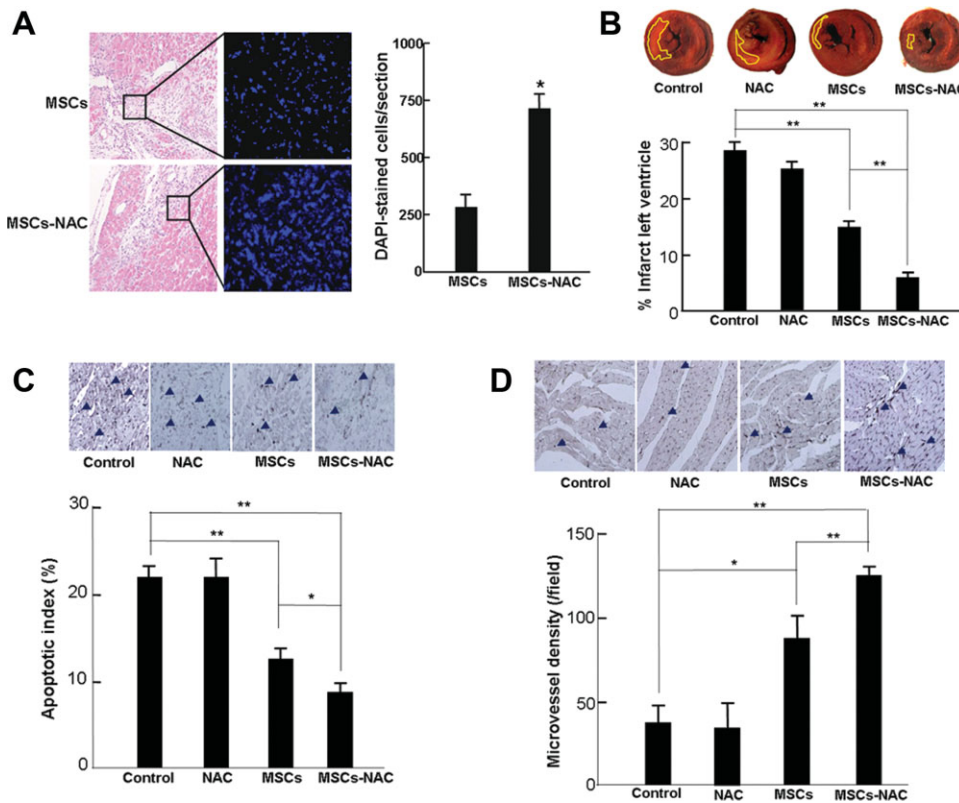 A
MSCs
MSCs-NAC
DAPI-stained cells/section
1000
750
500
250
0
*
MSCs
MSCs-NAC
B
Control
NAC
MSCs
MSCs-NAC
% Infarct left ventricle
30
20
10
0
**
**
**
Control
NAC
MSCs
MSCs-NAC
C
Control
NAC
MSCs
MSCs-NAC
Apoptotic index (%)
30
20
10
0
**
**
*
Control
NAC
MSCs
MSCs-NAC
D
Control
NAC
MSCs
MSCs-NAC
Microvessel density (/field)
150
100
50
0
**
**
*
Control
NAC
MSCs
MSCs-NAC